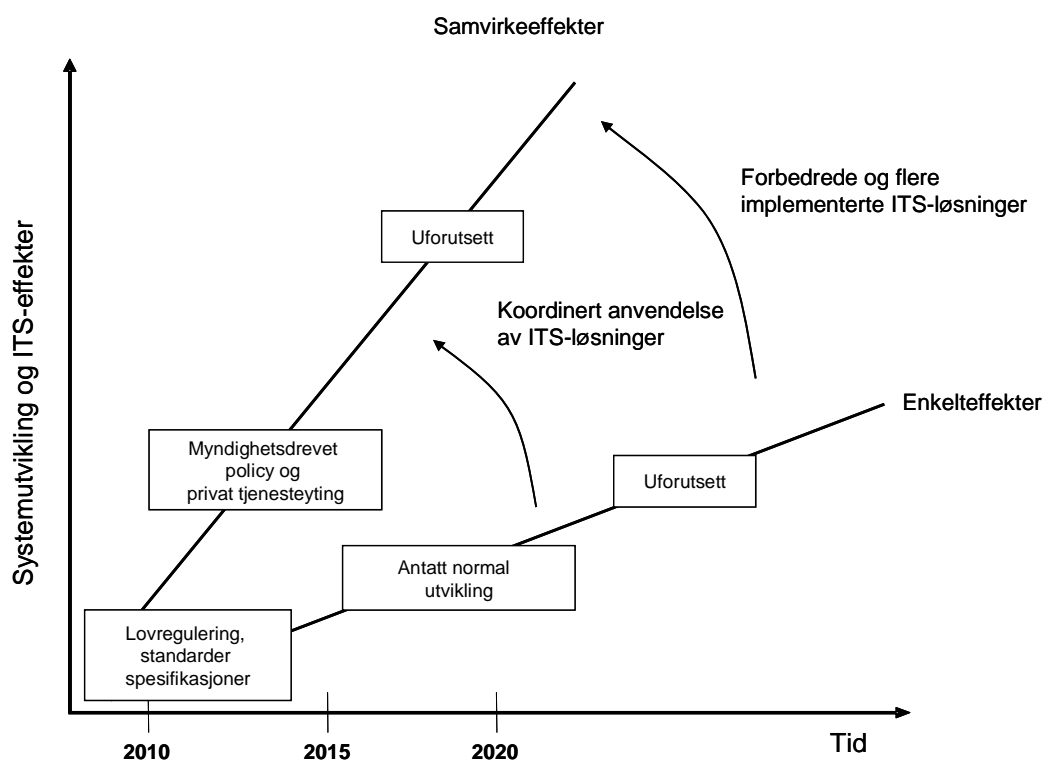 Samvirkeeffekter
Systemutvikling og ITS-effekter
Forbedrede og flere
implementerte ITS-løsninger
Uforutsett
Koordinert anvendelse
av ITS-løsninger
Enkelteffekter
Myndighetsdrevet
policy og
privat tjenesteyting
Uforutsett
Antatt normal
utvikling
Lovregulering,
standarder
spesifikasjoner
2010
2015
2020
Tid